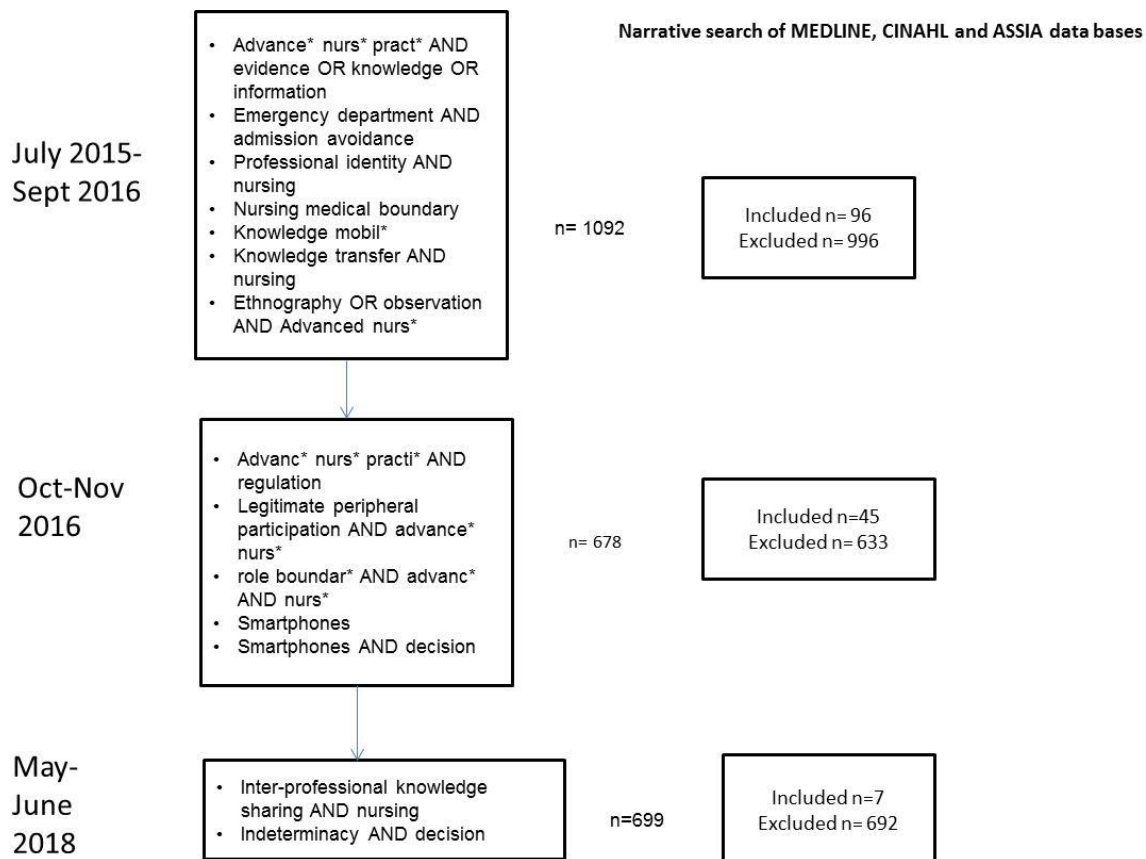 Narrative search of MEDLINE, CINAHL and ASSIA data bases
July 2015-
Sept 2016
• Advance* nurs* pract* AND
evidence OR knowledge OR
information
• Emergency department AND
admission avoidance
• Professional identity AND
nursing
• Nursing medical boundary
• Knowledge mobil*
• Knowledge transfer AND
nursing
• Ethnography OR observation
AND Advanced nurs*
n= 1092
Included n= 96
Excluded n= 996
Oct-Nov
2016
• Advanc* nurs* practi* AND
regulation
• Legitimate peripheral
participation AND advance*
nurs*
• role boundar* AND advanc*
AND nurs*
• Smartphones
• Smartphones AND decision
n= 678
Included n=45
Excluded n= 633
May-
June
2018
• Inter-professional knowledge
sharing AND nursing
• Indeterminacy AND decision
n=699
Included n=7
Excluded n= 692